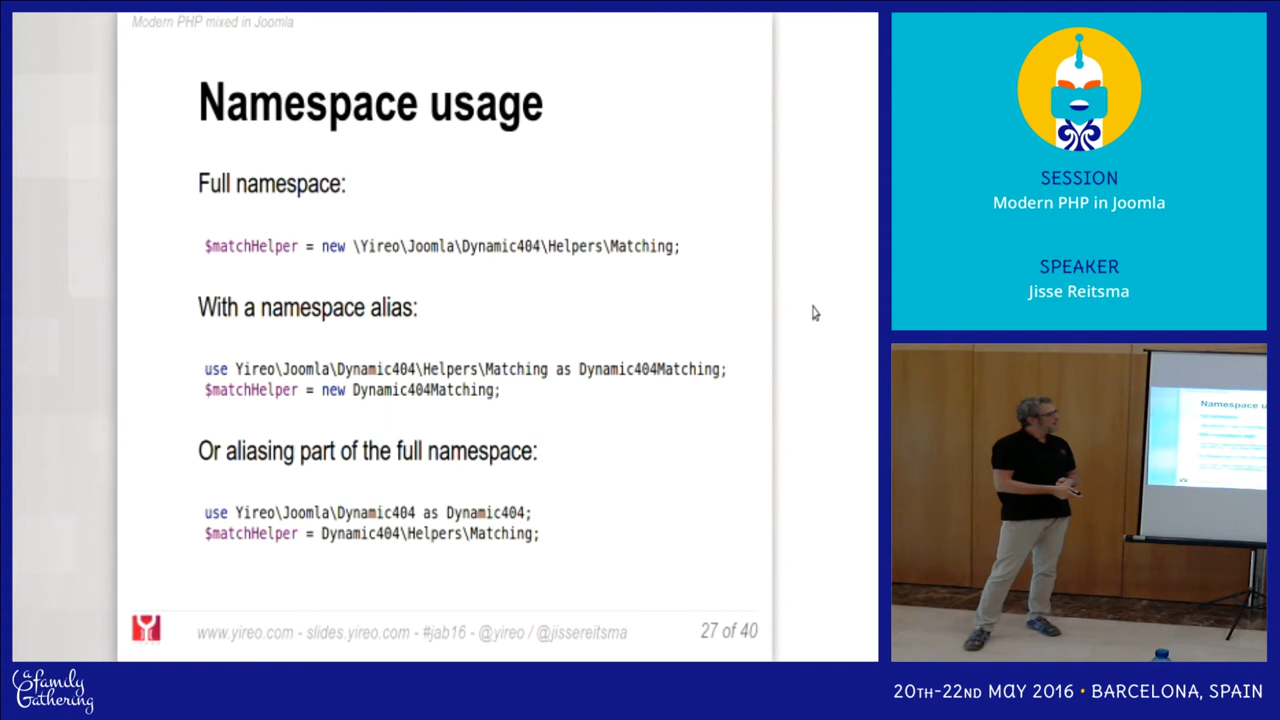 Modern PHP mixed in Joomla
Namespace usage
Full namespace:
$matchHelper = new \Yireo\Joomla\Dynamic404\Helpers\Matching;
With a namespace alias:
use Yireo\Joomla\Dynamic404\Helpers\Matching as Dynamic404Matching;
$matchHelper = new Dynamic404Matching;
Or aliasing part of the full namespace:
use Yireo\Joomla\Dynamic404 as Dynamic404;
$matchHelper = Dynamic404\Helpers\Matching;
www.yireo.com - slides.yireo.com - #jab16 - @yireo / @jissereitsma
27 of 40
SESSION
Modern PHP in Joomla
SPEAKER
Jisse Reitsma
Namespace u
a family
Gathering
20TH-22ND MAY 2016 • BARCELONA, SPAIN